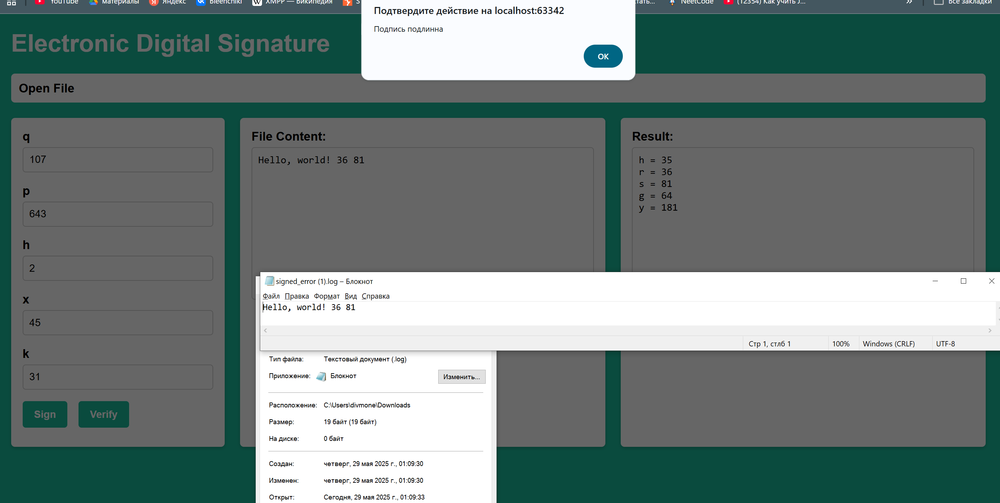 YouTube материалы Яндекс Bleenchiki XMPP — Википедия S NeetCode (12354) Как учить J... Все закладки
Подтвердите действие на localhost:63342
Подпись подлинна
ОК
Electronic Digital Signature
Open File
q
107
p
643
h
2
x
45
k
31
Sign Verify
File Content:
Hello, world! 36 81
Result:
h = 35
r = 36
s = 81
g = 64
y = 181
signed_error (1).log – Блокнот
Файл Правка Формат Вид Справка
Hello, world! 36 81
Стр 1, стлб 1 100% Windows (CRLF) UTF-8
Тип файла: Текстовый документ (.log)
Приложение: Блокнот Изменить...
Расположение: C:\Users\divmone\Downloads
Размер: 19 байт (19 байт)
На диске: 0 байт
Создан: четверг, 29 мая 2025 г., 01:09:30
Изменен: четверг, 29 мая 2025 г., 01:09:30
Открыт: Сегодня, 29 мая 2025 г., 01:09:33